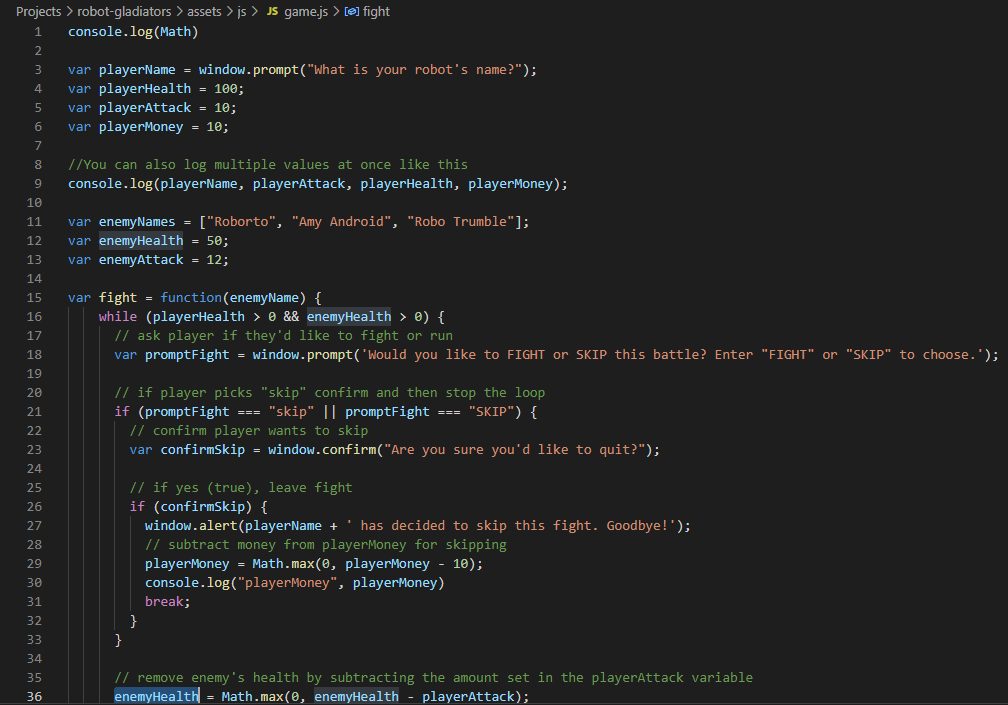 Projects > robot-gladiators > assets > js > JS game.js > fight
1 console.log(Math)
2
3 var playerName = window.prompt("What is your robot's name?");
4 var playerHealth = 100;
5 var playerAttack = 10;
6 var playerMoney = 10;
7
8 //You can also log multiple values at once like this
9 console.log(playerName, playerAttack, playerHealth, playerMoney);
10
11 var enemyNames = ["Roborto", "Amy Android", "Robo Trumble"];
12 var enemyHealth = 50;
13 var enemyAttack = 12;
14
15 var fight = function(enemyName) {
16 while (playerHealth > 0 && enemyHealth > 0) {
17 // ask player if they'd like to fight or run
18 var promptFight = window.prompt('Would you like to FIGHT or SKIP this battle? Enter "FIGHT" or "SKIP" to choose.');
19
20 // if player picks "skip" confirm and then stop the loop
21 if (promptFight === "skip" || promptFight === "SKIP") {
22 // confirm player wants to skip
23 var confirmSkip = window.confirm("Are you sure you'd like to quit?");
24
25 // if yes (true), leave fight
26 if (confirmSkip) {
27 window.alert(playerName + ' has decided to skip this fight. Goodbye!');
28 // subtract money from playerMoney for skipping
29 playerMoney = Math.max(0, playerMoney - 10);
30 console.log("playerMoney", playerMoney)
31 break;
32 }
33 }
34
35 // remove enemy's health by subtracting the amount set in the playerAttack variable
36 enemyHealth = Math.max(0, enemyHealth - playerAttack);